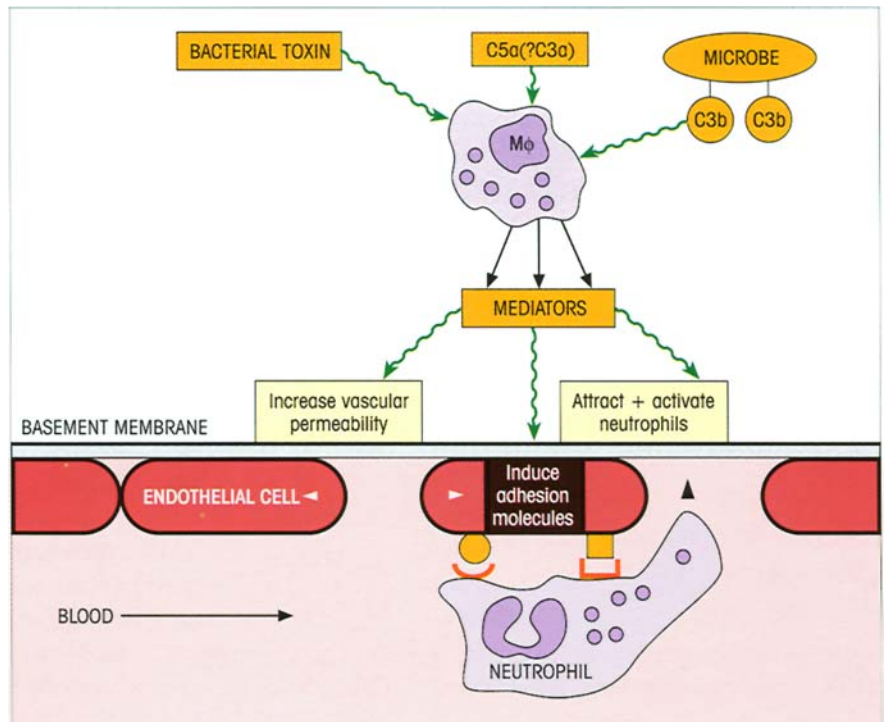 BACTERIAL TOXIN
C5a(?C3a)
MICROBE
C3b
C3b
Mϕ
MEDIATORS
Increase vascular
permeability
Attract + activate
neutrophils
BASEMENT MEMBRANE
ENDOTHELIAL CELL
Induce
adhesion
molecules
BLOOD
NEUTROPHIL